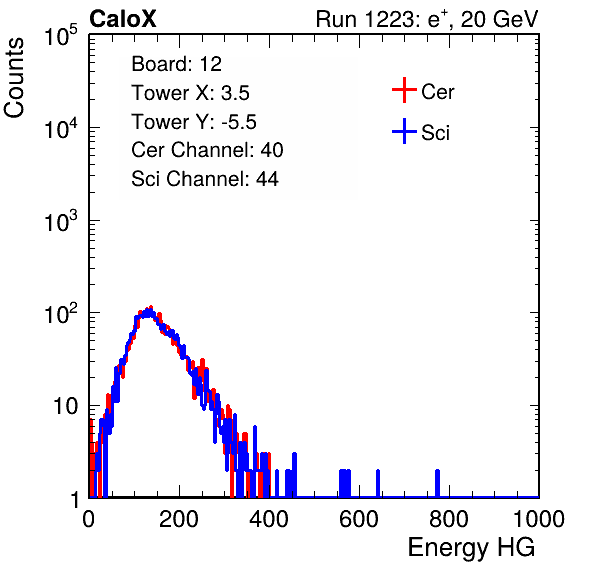 CaloX Run 1223: e⁺, 20 GeV
Counts
10⁵
10⁴
10³
10²
10
1
Board: 12
Tower X: 3.5
Tower Y: -5.5
Cer Channel: 40
Sci Channel: 44
Cer
Sci
0 200 400 600 800 1000
Energy HG